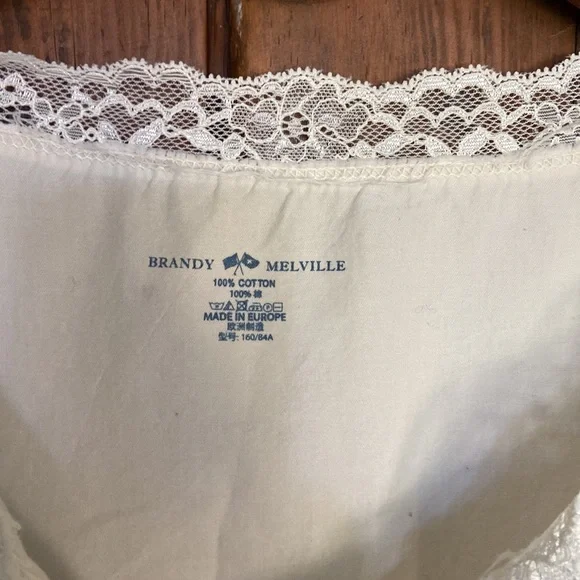 BRANDY MELVILLE
100% COTTON
100% 棉
MADE IN EUROPE
欧洲制造
型号: 160/84A